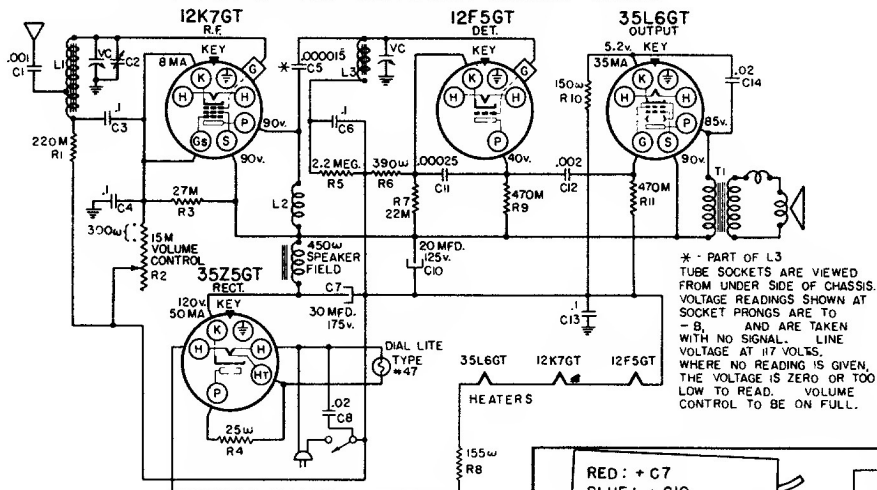 12K7GT
R.F.
12F5GT
DET.
35L6GT
OUTPUT
.001
C1
L1
VC
C2
8 MA
KEY
K
H
H
P
Gs
S
G
90v.
90v.
.1
C3
220M
R1
.1
C4
27M
R3
300ω
15M
VOLUME
CONTROL
R2
.000015
*
C5
L3
VC
.1
C6
2.2 MEG.
R5
390ω
R6
.00025
C11
R7
22M
L2
450ω
SPEAKER
FIELD
20 MFD.
125v.
C10
KEY
K
H
H
P
G
40v.
470M
R9
.002
C12
5.2v.
KEY
35MA
150ω
R10
K
H
H
P
G
S
.02
C14
85v.
90v.
470M
R11
T1
35Z5GT
RECT.
120v.
KEY
50MA
K
H
H
HT
P
C7
30 MFD.
175v.
25ω
R4
.02
C8
DIAL LITE
TYPE
#47
.1
C13
35L6GT
12K7GT
12F5GT
HEATERS
155ω
R8
* - PART OF L3
TUBE SOCKETS ARE VIEWED
FROM UNDER SIDE OF CHASSIS.
VOLTAGE READINGS SHOWN AT
SOCKET PRONGS ARE TO
- B, AND ARE TAKEN
WITH NO SIGNAL. LINE
VOLTAGE AT 117 VOLTS.
WHERE NO READING IS GIVEN,
THE VOLTAGE IS ZERO OR TOO
LOW TO READ. VOLUME
CONTROL TO BE ON FULL.
RED: + C7